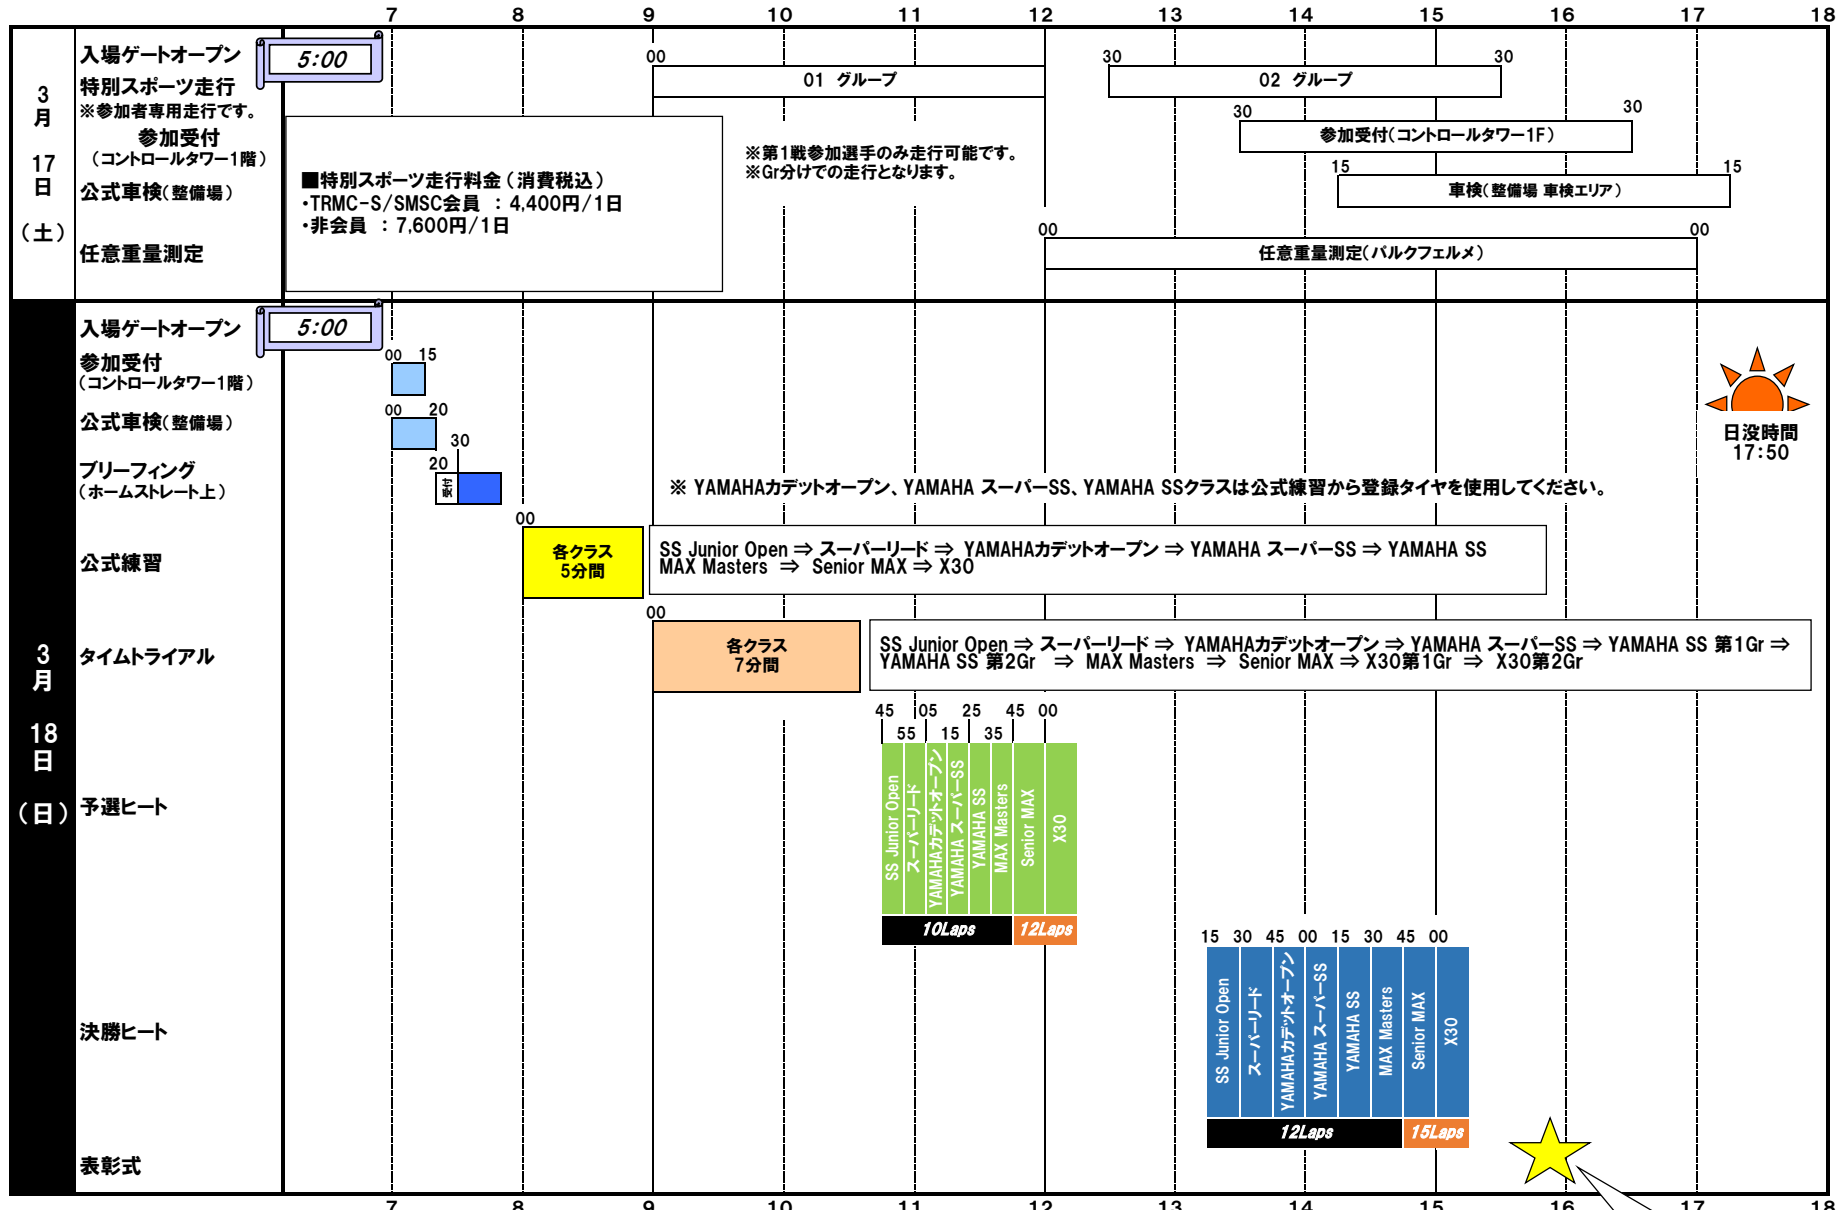 7 8 9 10 11 12 13 14 15 16 17 18
3月17日（土）
入場ゲートオープン
5:00
特別スポーツ走行
※参加者専用走行です。
00
01 グループ
30
02 グループ
30
参加受付
（コントロールタワー1階）
30
参加受付(コントロールタワー1F)
30
公式車検(整備場)
15
車検(整備場 車検エリア)
15
任意重量測定
00
任意重量測定(パルクフェルメ)
00
■特別スポーツ走行料金（消費税込）
・TRMC-S/SMSC会員 ： 4,400円/1日
・非会員 ： 7,600円/1日
※第1戦参加選手のみ走行可能です。
※Gr分けでの走行となります。
3月18日（日）
入場ゲートオープン
5:00
参加受付
（コントロールタワー1階）
00 15
公式車検(整備場)
00 20
ブリーフィング
（ホームストレート上）
20 30
受付
※ YAMAHAカデットオープン、YAMAHA スーパーSS、YAMAHA SSクラスは公式練習から登録タイヤを使用してください。
日没時間
17:50
公式練習
00
各クラス
5分間
SS Junior Open ⇒ スーパーリード ⇒ YAMAHAカデットオープン ⇒ YAMAHA スーパーSS ⇒ YAMAHA SS
MAX Masters ⇒ Senior MAX ⇒ X30
タイムトライアル
00
各クラス
7分間
SS Junior Open ⇒ スーパーリード ⇒ YAMAHAカデットオープン ⇒ YAMAHA スーパーSS ⇒ YAMAHA SS 第1Gr ⇒
YAMAHA SS 第2Gr ⇒ MAX Masters ⇒ Senior MAX ⇒ X30第1Gr ⇒ X30第2Gr
予選ヒート
45 05 25 45 00
55 15 35
SS Junior Open
スーパーリード
YAMAHAカデットオープン
YAMAHA スーパーSS
YAMAHA SS
MAX Masters
Senior MAX
X30
10Laps
12Laps
決勝ヒート
15 30 45 00 15 30 45 00
SS Junior Open
スーパーリード
YAMAHAカデットオープン
YAMAHA スーパーSS
YAMAHA SS
MAX Masters
Senior MAX
X30
12Laps
15Laps
表彰式
7 8 9 10 11 12 13 14 15 16 17 18